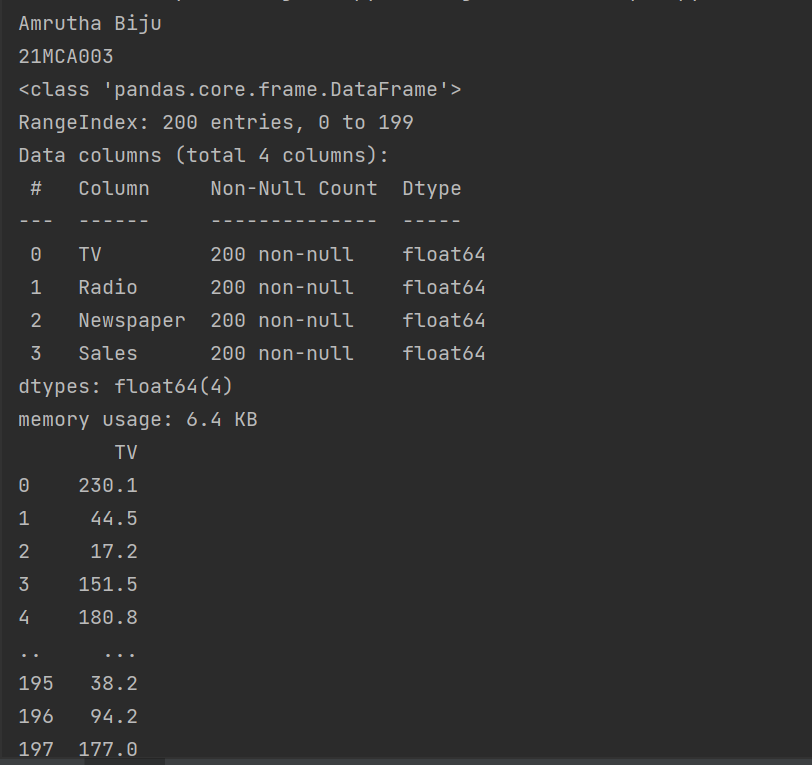 Amrutha Biju
21MCA003
<class 'pandas.core.frame.DataFrame'>
RangeIndex: 200 entries, 0 to 199
Data columns (total 4 columns):
 #   Column     Non-Null Count  Dtype
---  ------     --------------  -----
 0   TV         200 non-null    float64
 1   Radio      200 non-null    float64
 2   Newspaper  200 non-null    float64
 3   Sales      200 non-null    float64
dtypes: float64(4)
memory usage: 6.4 KB
        TV
0    230.1
1     44.5
2     17.2
3    151.5
4    180.8
..     ...
195   38.2
196   94.2
197  177.0